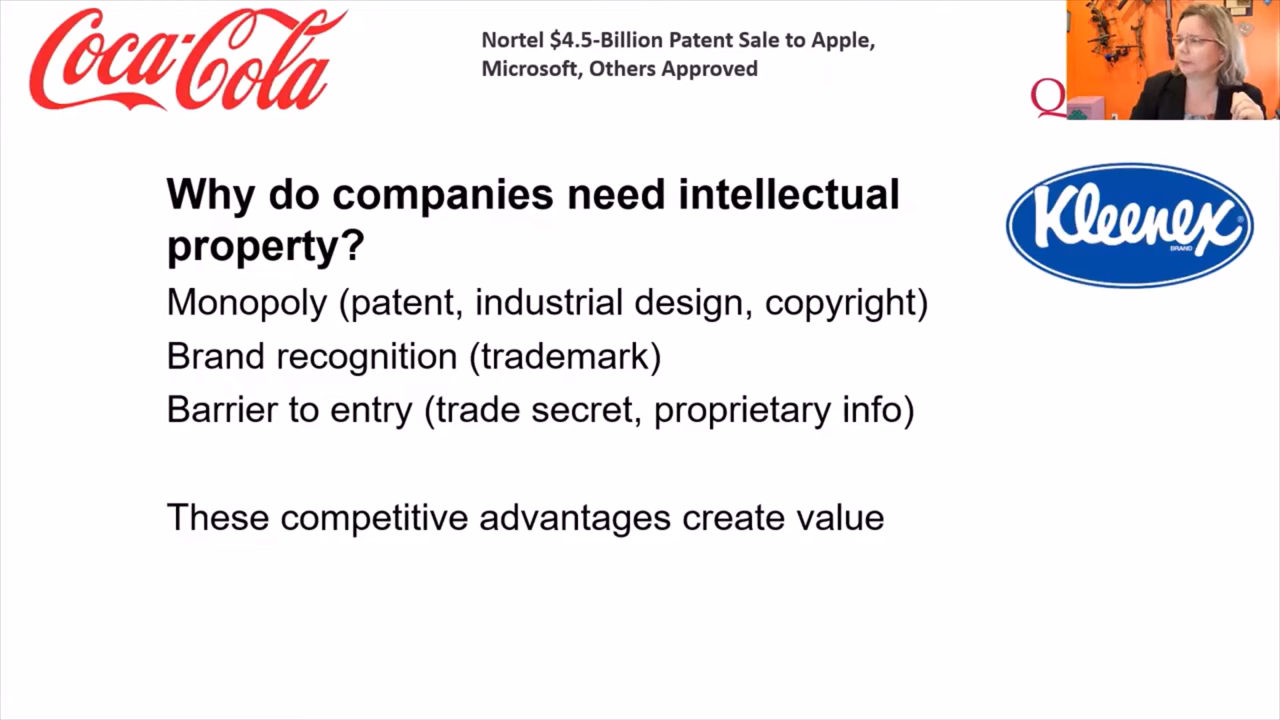 Coca-Cola
Nortel $4.5-Billion Patent Sale to Apple,
Microsoft, Others Approved
Q
Why do companies need intellectual
property?
Kleenex
BRAND
®
Monopoly (patent, industrial design, copyright)
Brand recognition (trademark)
Barrier to entry (trade secret, proprietary info)
These competitive advantages create value